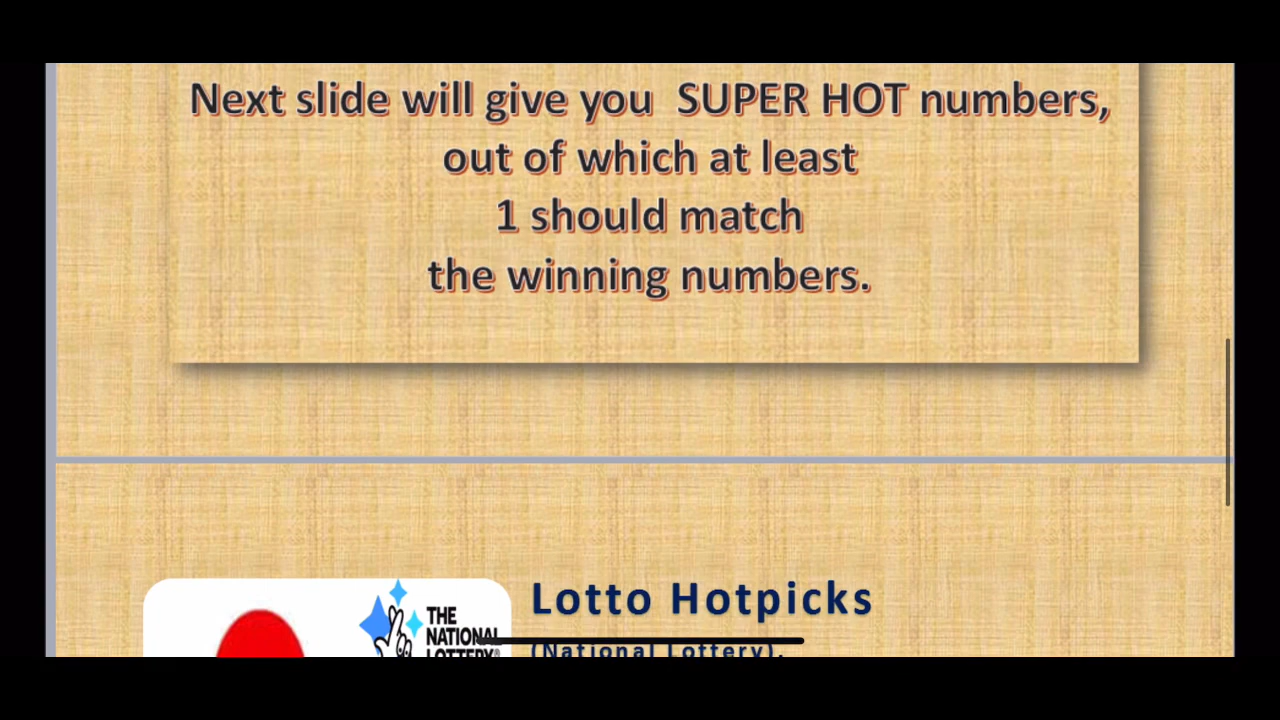 Next slide will give you  SUPER HOT numbers,
out of which at least
1 should match
the winning numbers.
Lotto Hotpicks
THE
NATIONAL
LOTTERY®
(National Lottery).